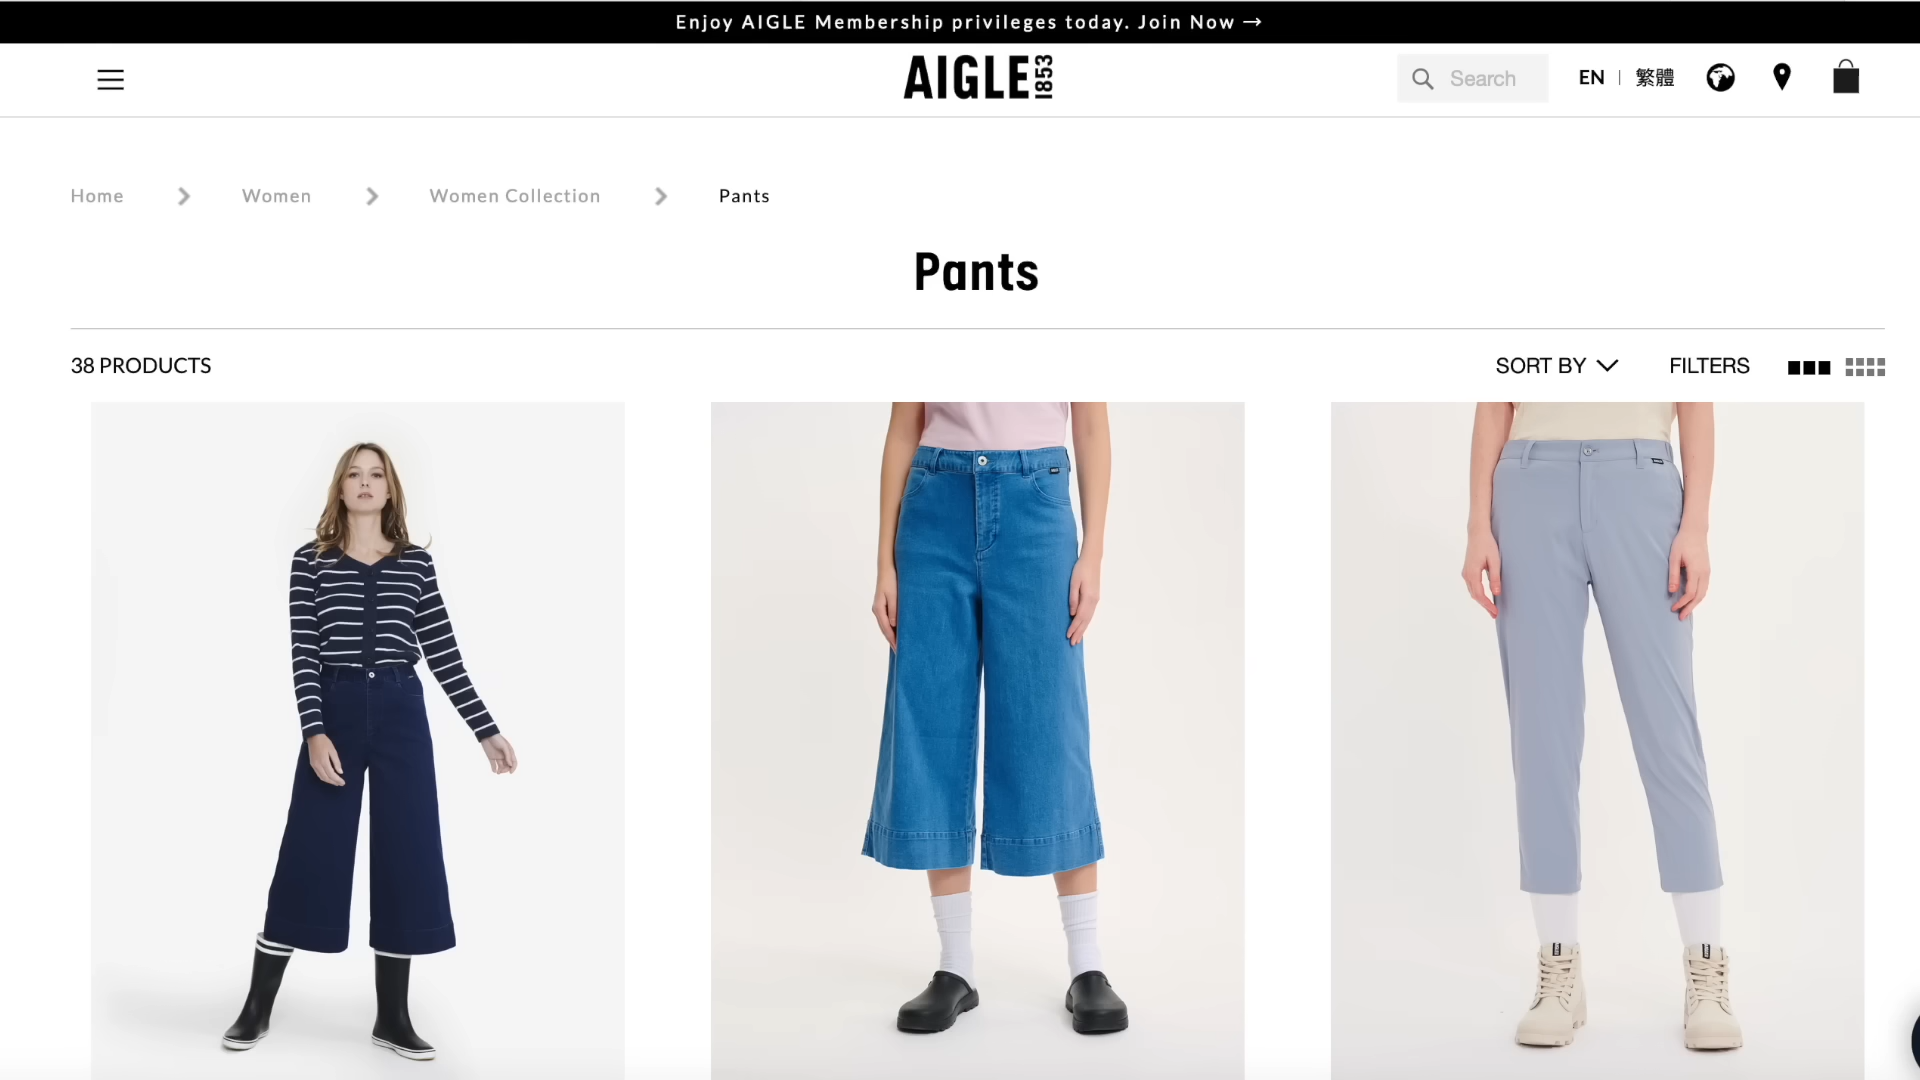 Enjoy AIGLE Membership privileges today. Join Now →
AIGLE 1853
Search
EN | 繁體
Home > Women > Women Collection > Pants
Pants
38 PRODUCTS
SORT BY
FILTERS